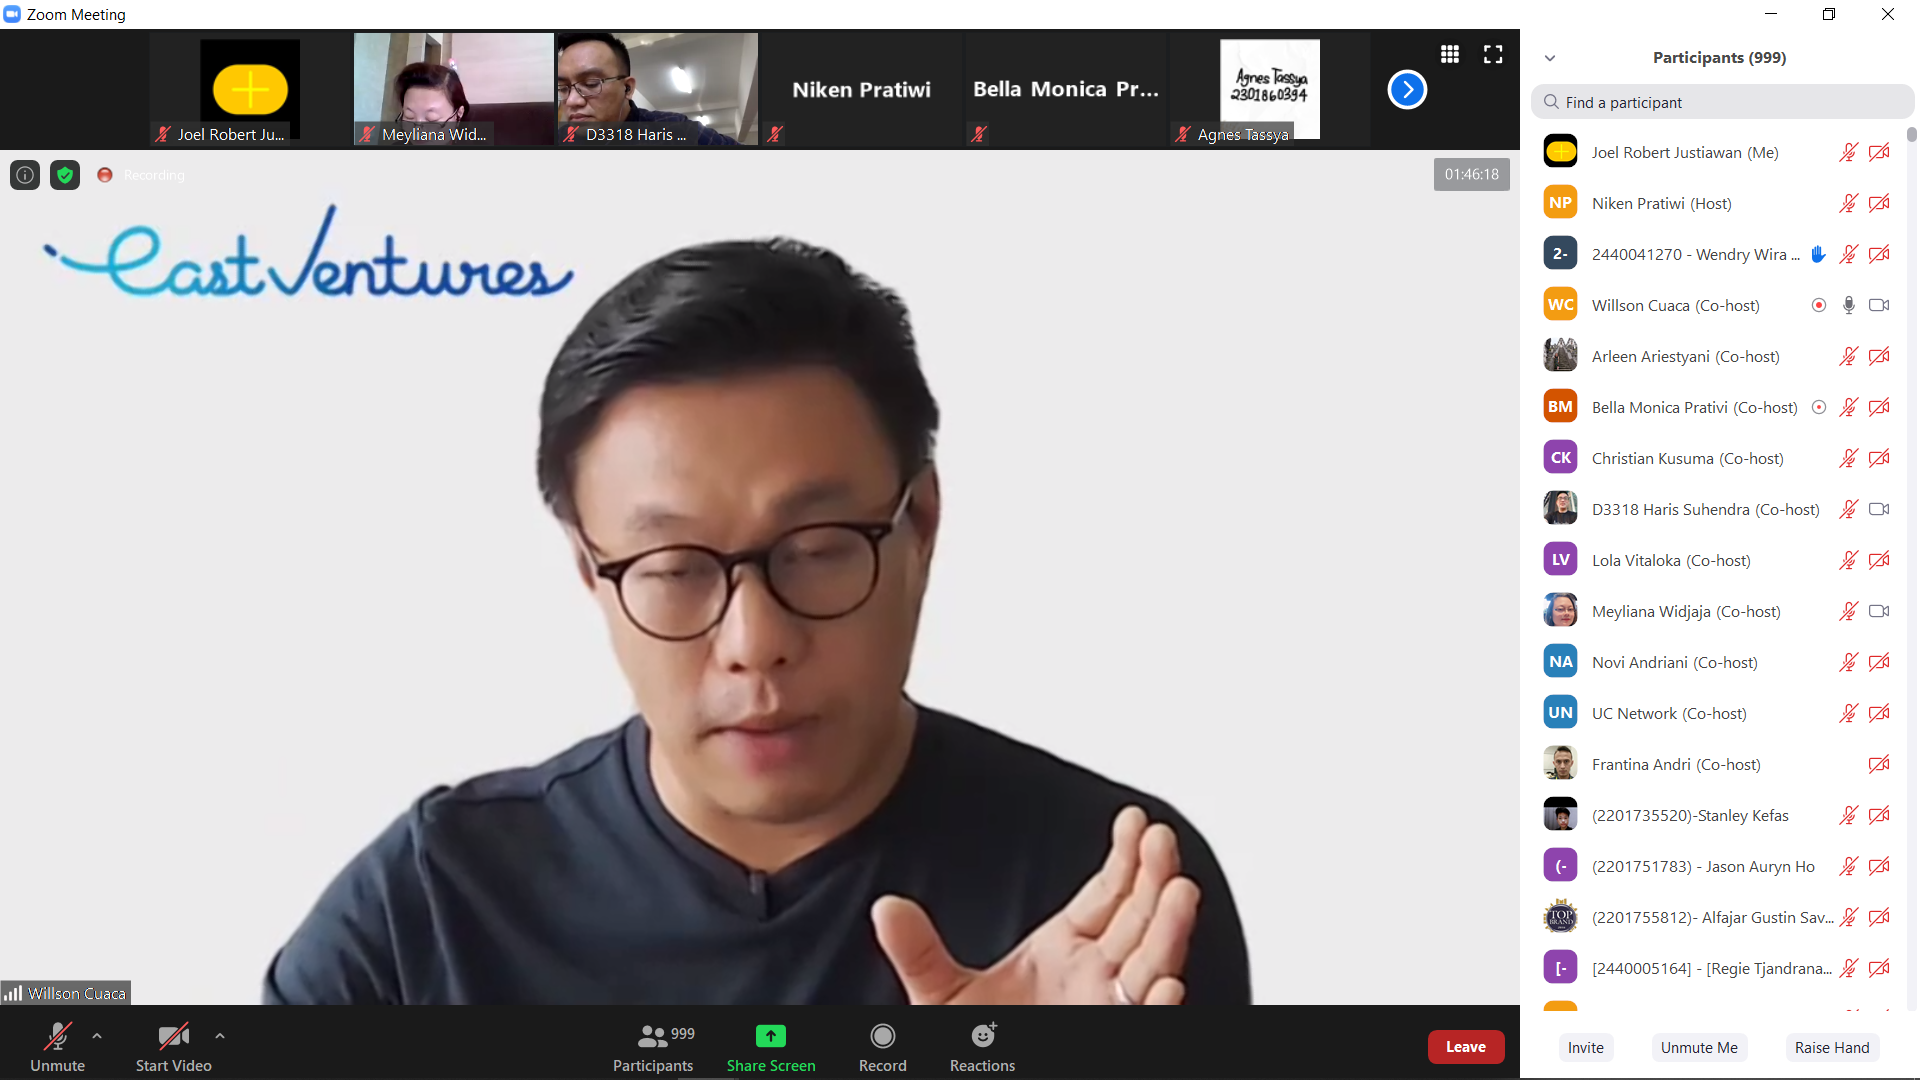 Zoom Meeting
Joel Robert Ju...
Meyliana Wid...
D3318 Haris ...
Niken Pratiwi
Bella Monica Pr...
Agnes Tassya
2301860394
Agnes Tassya
Recording
01:46:18
East Ventures
Willson Cuaca
Unmute
Start Video
999
Participants
Share Screen
Record
Reactions
Leave
Participants (999)
Find a participant
Joel Robert Justiawan (Me)
NP Niken Pratiwi (Host)
2- 2440041270 - Wendry Wira ...
WC Willson Cuaca (Co-host)
Arleen Ariestyani (Co-host)
BM Bella Monica Prativi (Co-host)
CK Christian Kusuma (Co-host)
D3318 Haris Suhendra (Co-host)
LV Lola Vitaloka (Co-host)
Meyliana Widjaja (Co-host)
NA Novi Andriani (Co-host)
UN UC Network (Co-host)
Frantina Andri (Co-host)
(2201735520)-Stanley Kefas
(- (2201751783) - Jason Auryn Ho
TOP BRAND (2201755812)- Alfajar Gustin Sav...
[- [2440005164] - [Regie Tjandrana...
Invite
Unmute Me
Raise Hand